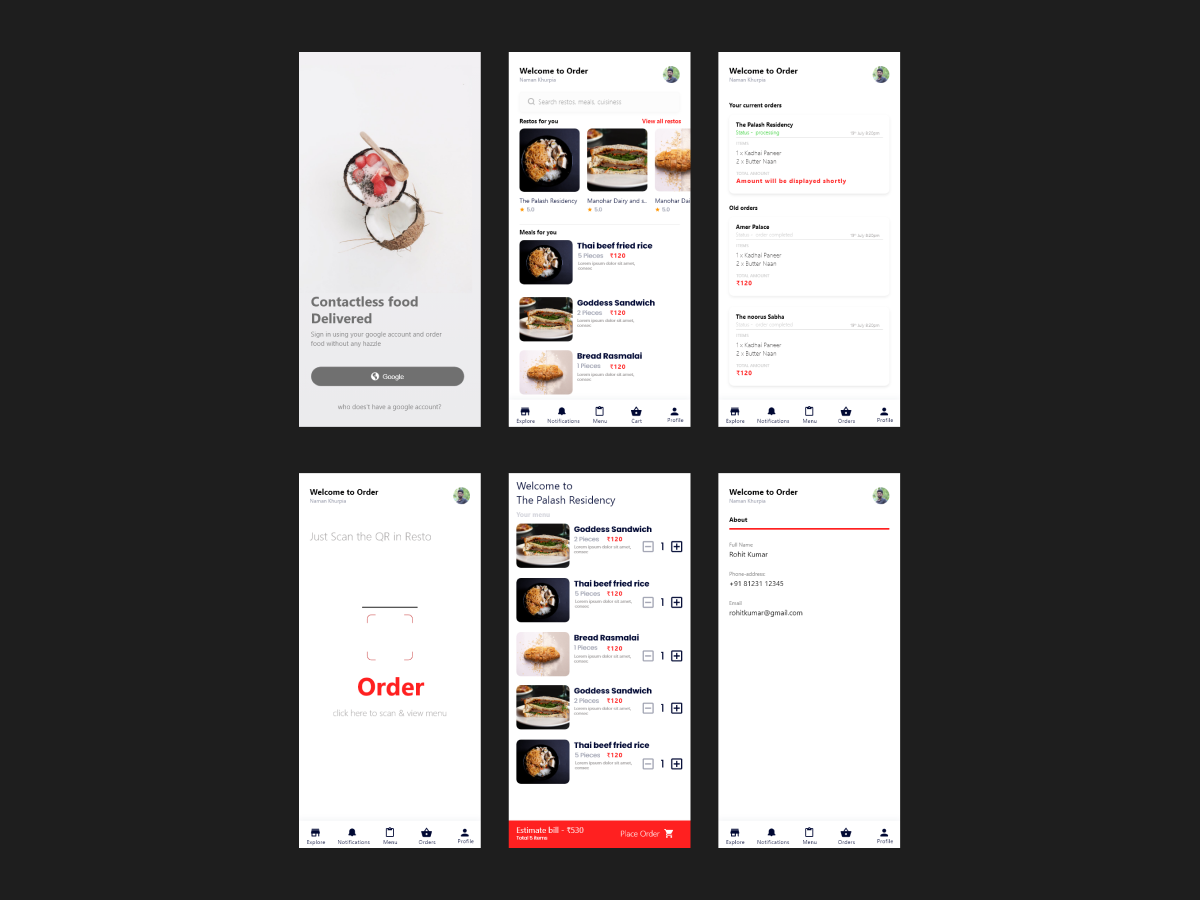 Contactless food
Delivered
Sign in using your google account and order
food without any hazzle
Google
who does't have a google account?
Welcome to Order
Naman Khurpia
Search restos, meals, cuisiness
Restos for you
View all restos
The Palash Residency
Manohar Dairy and s..
Manohar Dai
5.0
5.0
5.0
Meals for you
Thai beef fried rice
5 Pieces ₹120
Lorem ipsum dolor sit amet,
consec
Goddess Sandwich
2 Pieces ₹120
Lorem ipsum dolor sit amet,
consec
Bread Rasmalai
1 Pieces ₹120
Lorem ipsum dolor sit amet,
consec
Explore Notifications Menu Cart Profile
Welcome to Order
Naman Khurpia
Your current orders
The Palash Residency
Status - processing
July
ITEMS
1 x Kadhai Paneer
2 x Butter Naan
TOTAL AMOUNT
Amount will be displayed shortly
Old orders
Amer Palace
Status - order completed
July
ITEMS
1 x Kadhai Paneer
2 x Butter Naan
TOTAL AMOUNT
₹120
The noorus Sabha
Status - order completed
July
ITEMS
1 x Kadhai Paneer
2 x Butter Naan
TOTAL AMOUNT
₹120
Explore Notifications Menu Orders Profile
Welcome to Order
Naman Khurpia
Just Scan the QR in Resto
Order
click here to scan & view menu
Explore Notifications Menu Orders Profile
Welcome to
The Palash Residency
Your menu
Goddess Sandwich
2 Pieces ₹120
Lorem ipsum dolor sit amet,
consec
1
Thai beef fried rice
5 Pieces ₹120
Lorem ipsum dolor sit amet,
consec
1
Bread Rasmalai
1 Pieces ₹120
Lorem ipsum dolor sit amet,
consec
1
Goddess Sandwich
2 Pieces ₹120
Lorem ipsum dolor sit amet,
consec
1
Thai beef fried rice
5 Pieces ₹120
Lorem ipsum dolor sit amet,
consec
1
Estimate bill - ₹530
Total 5 items
Place Order
Welcome to Order
Naman Khurpia
About
Full Name
Rohit Kumar
Phone-address
+91 81231 12345
Email
rohitkumar@gmail.com
Explore Notifications Menu Orders Profile